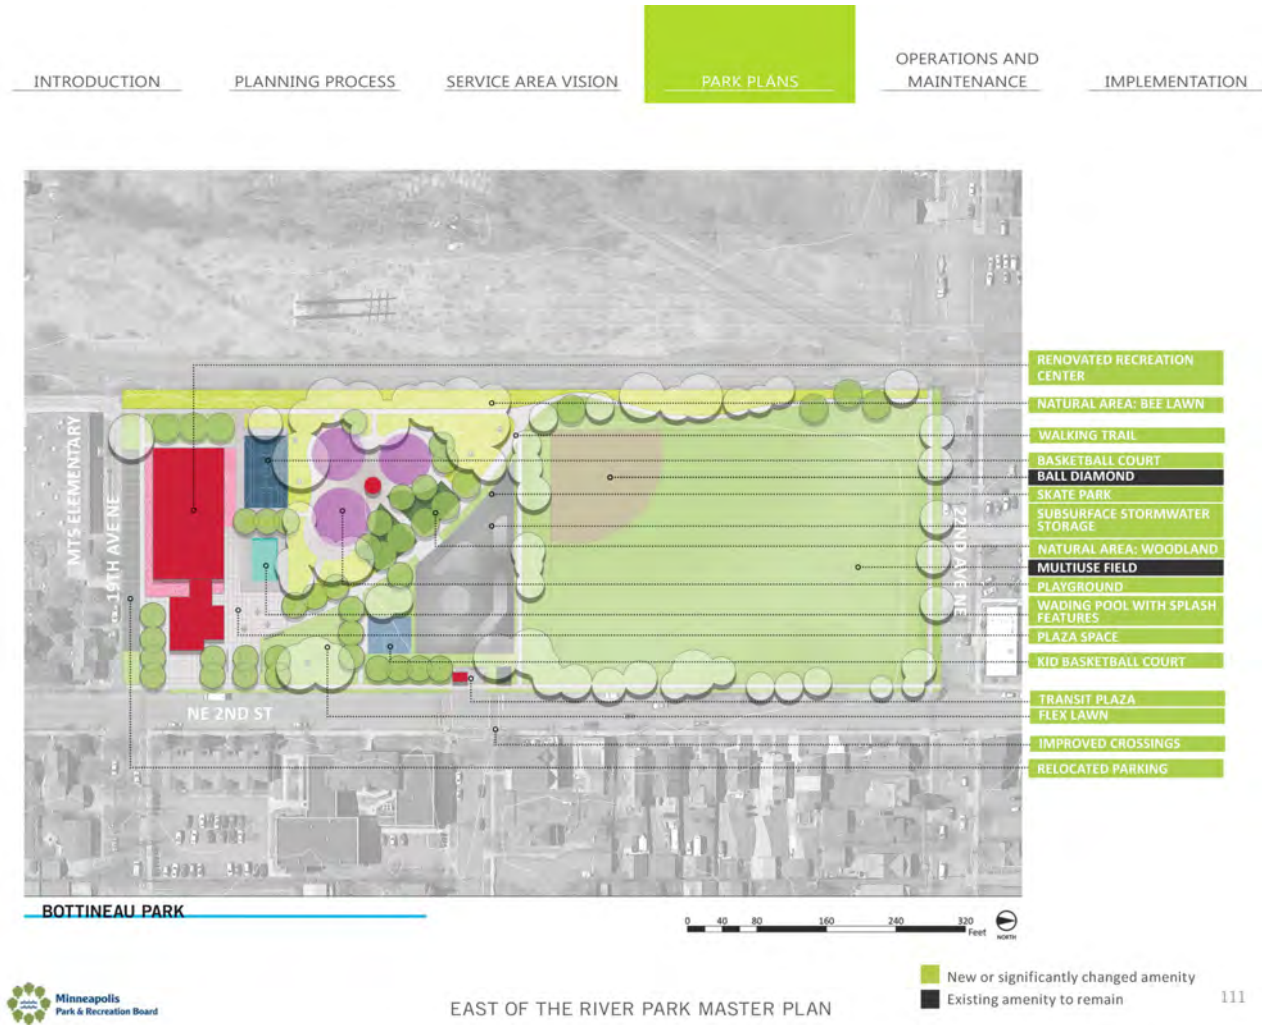 INTRODUCTION
PLANNING PROCESS
SERVICE AREA VISION
PARK PLANS
OPERATIONS AND
MAINTENANCE
IMPLEMENTATION
RENOVATED RECREATION
CENTER
NATURAL AREA: BEE LAWN
WALKING TRAIL
BASKETBALL COURT
BALL DIAMOND
SKATE PARK
SUBSURFACE STORMWATER
STORAGE
NATURAL AREA: WOODLAND
MULTIUSE FIELD
PLAYGROUND
WADING POOL WITH SPLASH
FEATURES
PLAZA SPACE
KID BASKETBALL COURT
TRANSIT PLAZA
FLEX LAWN
IMPROVED CROSSINGS
RELOCATED PARKING
MTS ELEMENTARY
19TH AVE NE
22ND AVE NE
NE 2ND ST
BOTTINEAU PARK
0 40 80 160 240 320
Feet
NORTH
New or significantly changed amenity
Existing amenity to remain
Minneapolis
Park & Recreation Board
EAST OF THE RIVER PARK MASTER PLAN
111